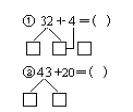 ① 32+4=( )
② 43+20=( )